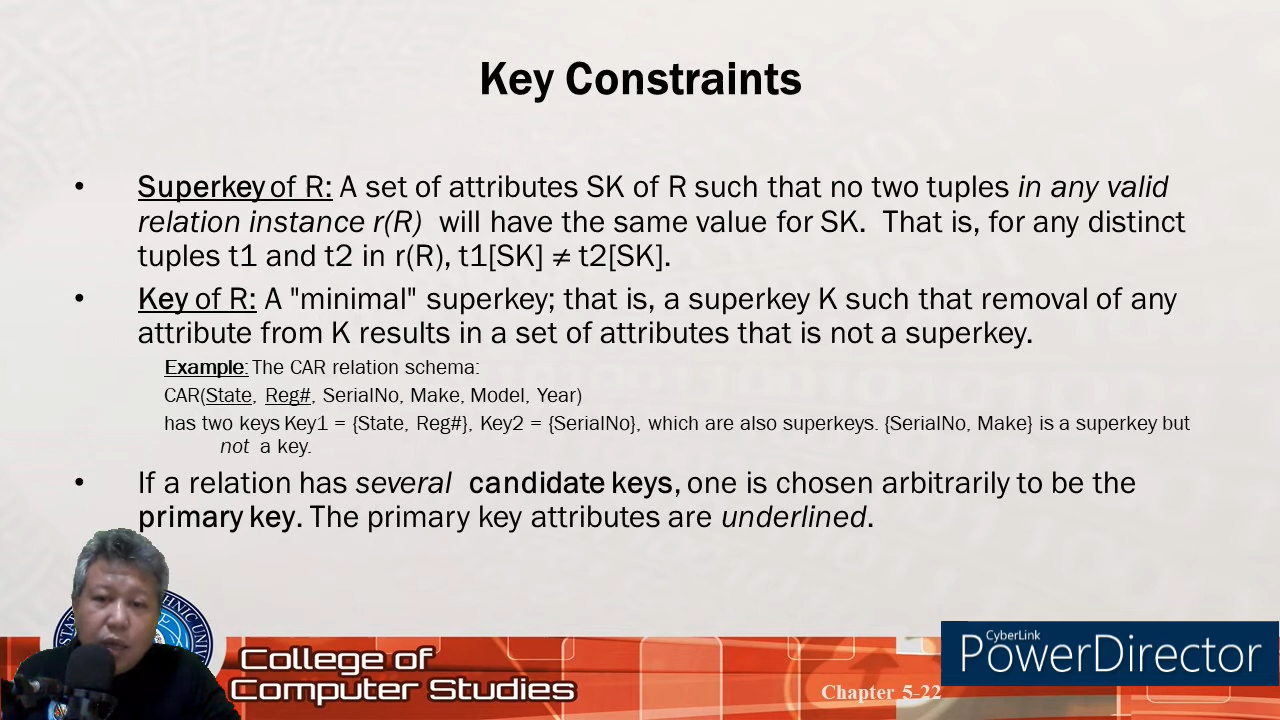 Key Constraints
• Superkey of R: A set of attributes SK of R such that no two tuples in any valid
relation instance r(R) will have the same value for SK. That is, for any distinct
tuples t1 and t2 in r(R), t1[SK] ≠ t2[SK].
• Key of R: A "minimal" superkey; that is, a superkey K such that removal of any
attribute from K results in a set of attributes that is not a superkey.
Example: The CAR relation schema:
CAR(State, Reg#, SerialNo, Make, Model, Year)
has two keys Key1 = {State, Reg#}, Key2 = {SerialNo}, which are also superkeys. {SerialNo, Make} is a superkey but
not a key.
• If a relation has several candidate keys, one is chosen arbitrarily to be the
primary key. The primary key attributes are underlined.
College of
Computer Studies
Chapter 5-22
CyberLink
PowerDirector